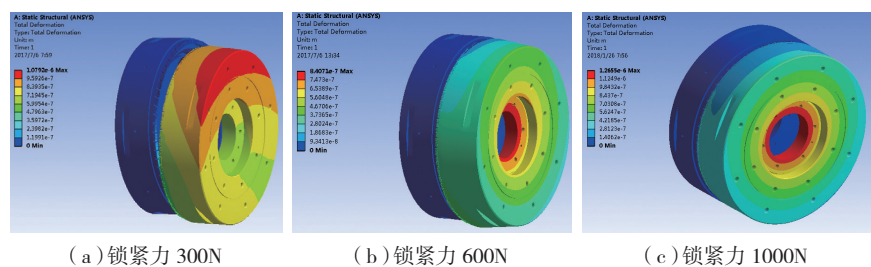 A: Static Structural (ANSYS)
Total Deformation
Type: Total Deformation
Unit: m
Time: 1
2017/7/6 7:59
1.0792e-6 Max
9.5926e-7
8.3935e-7
7.1945e-7
5.9954e-7
4.7963e-7
3.5972e-7
2.3982e-7
1.1991e-7
0 Min
A: Static Structural (ANSYS)
Total Deformation
Type: Total Deformation
Unit: m
Time: 1
2017/7/6 13:34
8.4071e-7 Max
7.473e-7
6.5389e-7
5.6048e-7
4.6706e-7
3.7365e-7
2.8024e-7
1.8683e-7
9.3413e-8
0 Min
A: Static Structural (ANSYS)
Total Deformation
Type: Total Deformation
Unit: m
Time: 1
2018/1/26 7:56
1.2655e-6 Max
1.1249e-6
9.8432e-7
8.437e-7
7.0308e-7
5.6247e-7
4.2185e-7
2.8123e-7
1.4062e-7
0 Min
(a)锁紧力 300N
(b)锁紧力 600N
(c)锁紧力 1000N